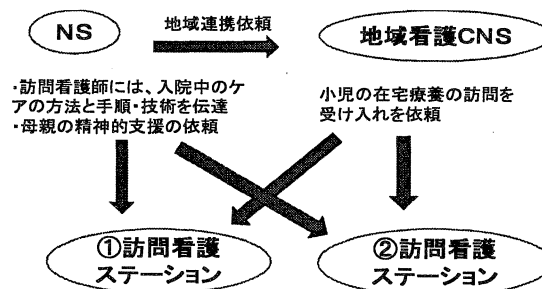 NS
地域連携依頼
地域看護CNS
・訪問看護師には、入院中のケ
アの方法と手順・技術を伝達
・母親の精神的支援の依頼
小児の在宅療養の訪問を
受け入れを依頼
①訪問看護
ステーション
②訪問看護
ステーション